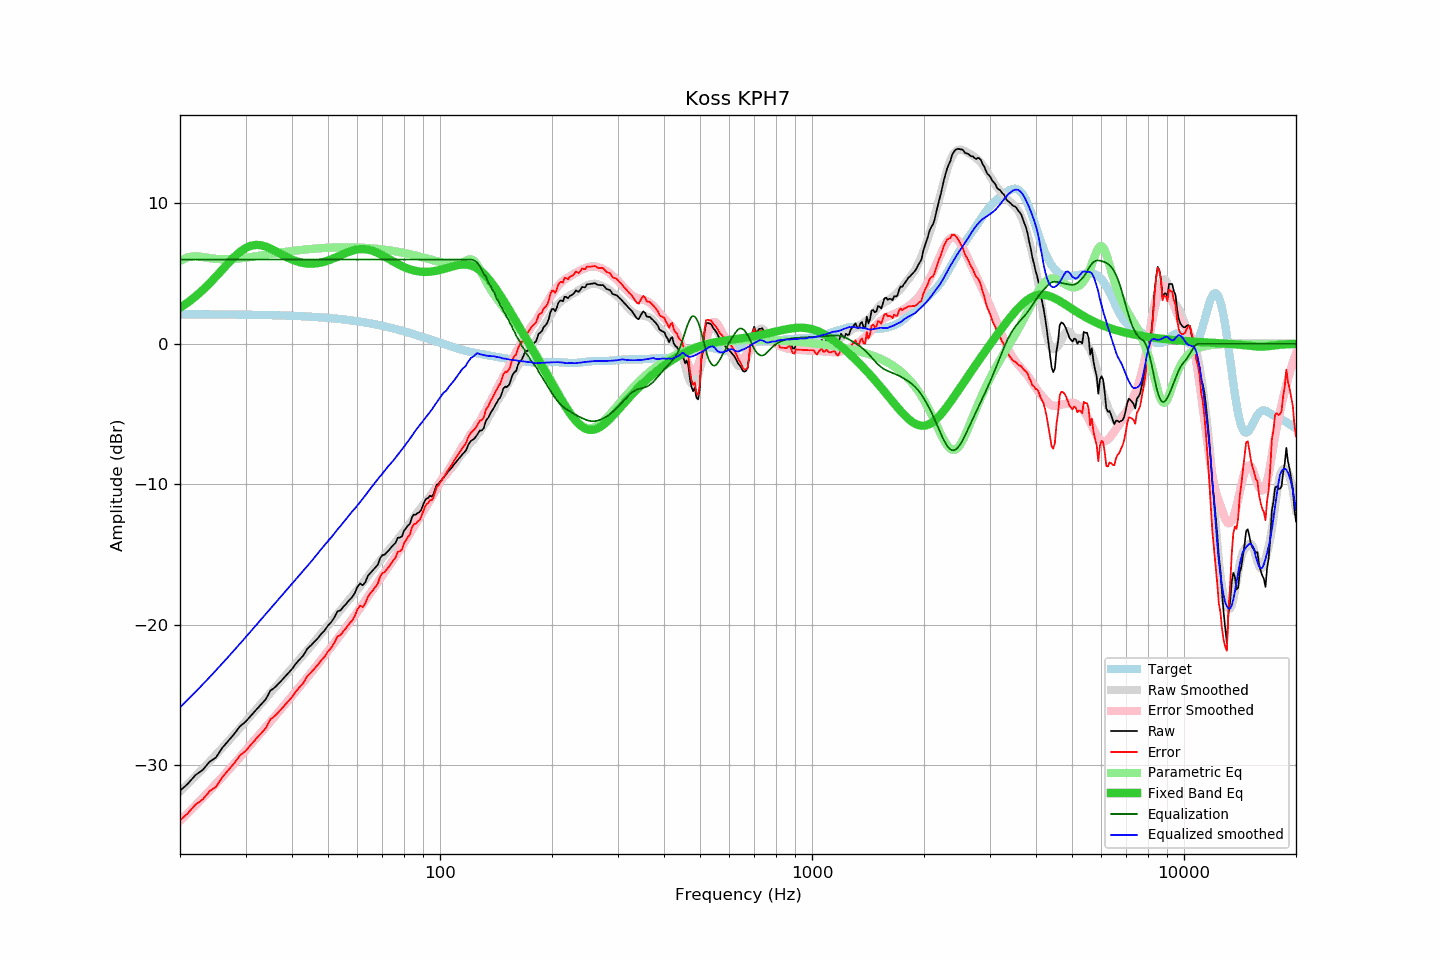 Koss KPH7
Amplitude (dBr)
10
0
−10
−20
−30
100
1000
10000
Frequency (Hz)
Target
Raw Smoothed
Error Smoothed
Raw
Error
Parametric Eq
Fixed Band Eq
Equalization
Equalized smoothed